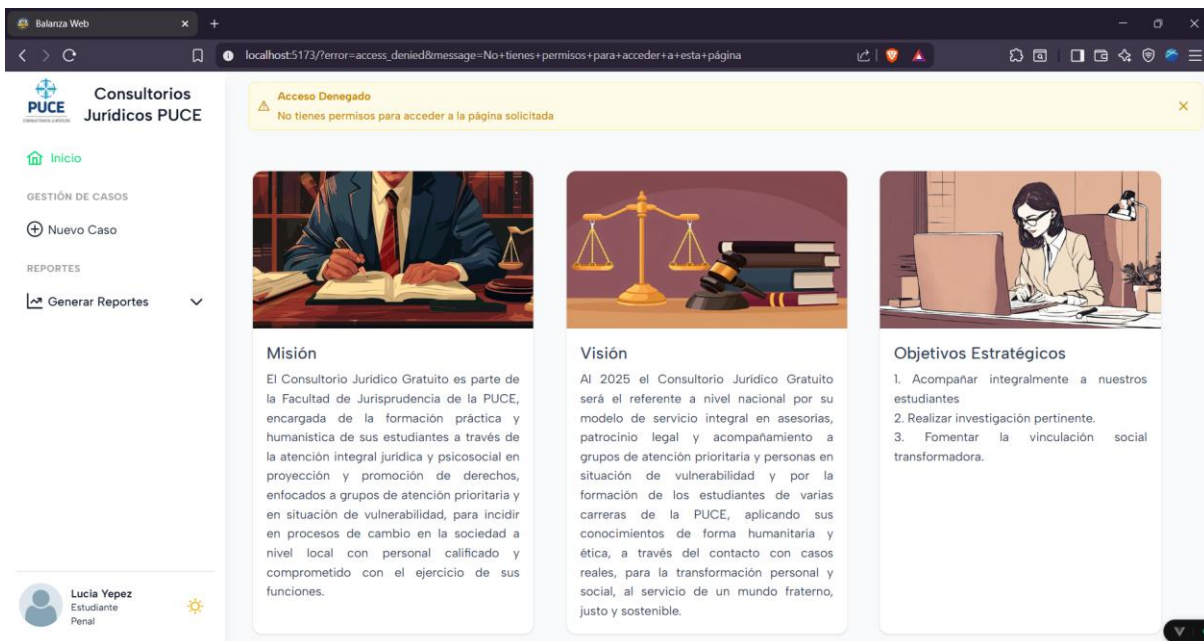 Balanza Web
localhost:5173/?error=access_denied&message=No+tienes+permisos+para+acceder+a+esta+página
PUCE
Consultorios
Jurídicos PUCE
Inicio
GESTIÓN DE CASOS
Nuevo Caso
REPORTES
Generar Reportes
Lucia Yepez
Estudiante
Penal
Acceso Denegado
No tienes permisos para acceder a la página solicitada
Misión
El Consultorio Jurídico Gratuito es parte de
la Facultad de Jurisprudencia de la PUCE,
encargada de la formación práctica y
humanística de sus estudiantes a través de
la atención integral jurídica y psicosocial en
proyección y promoción de derechos,
enfocados a grupos de atención prioritaria y
en situación de vulnerabilidad, para incidir
en procesos de cambio en la sociedad a
nivel local con personal calificado y
comprometido con el ejercicio de sus
funciones.
Visión
Al 2025 el Consultorio Jurídico Gratuito
será el referente a nivel nacional por su
modelo de servicio integral en asesorías,
patrocinio legal y acompañamiento a
grupos de atención prioritaria y personas en
situación de vulnerabilidad y por la
formación de los estudiantes de varias
carreras de la PUCE, aplicando sus
conocimientos de forma humanitaria y
ética, a través del contacto con casos
reales, para la transformación personal y
social, al servicio de un mundo fraterno,
justo y sostenible.
Objetivos Estratégicos
1. Acompañar integralmente a nuestros
estudiantes
2. Realizar investigación pertinente.
3. Fomentar la vinculación social
transformadora.